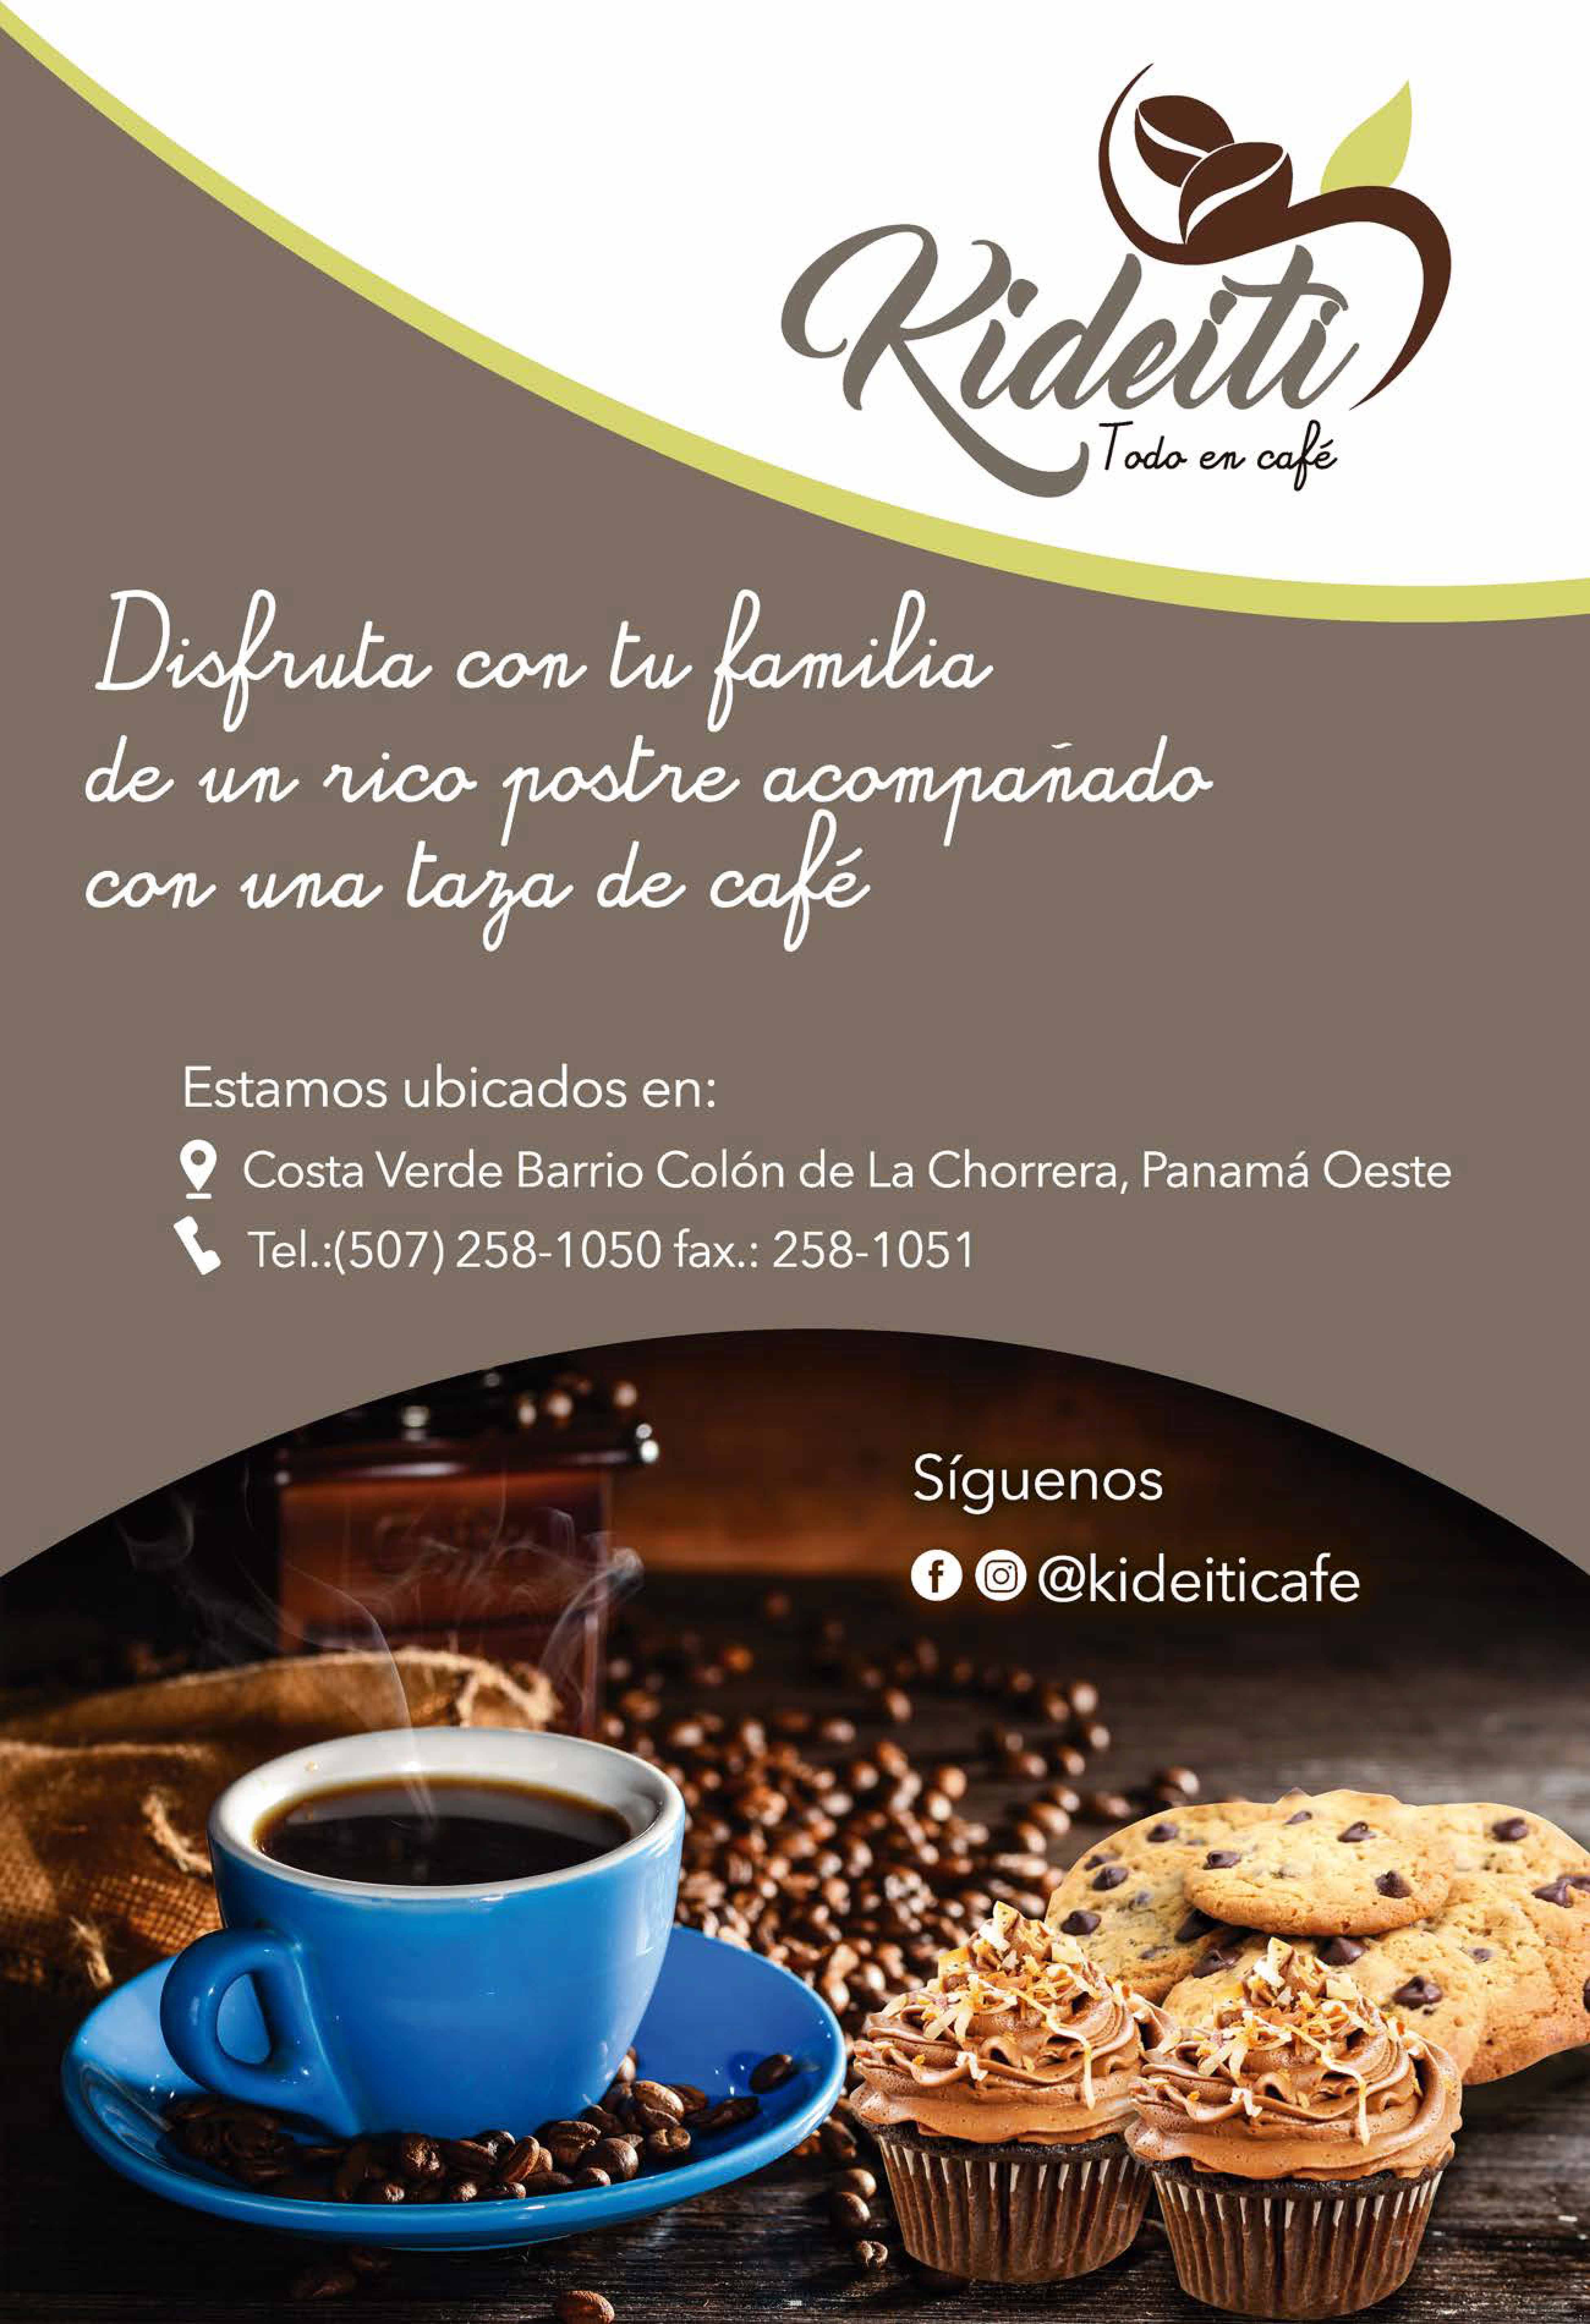 Kideiti
Todo en café
Disfruta con tu familia
de un rico postre acompañado
con una taza de café
Estamos ubicados en:
Costa Verde Barrio Colón de La Chorrera, Panamá Oeste
Tel.:(507) 258-1050 fax.: 258-1051
Síguenos
@kideiticafe